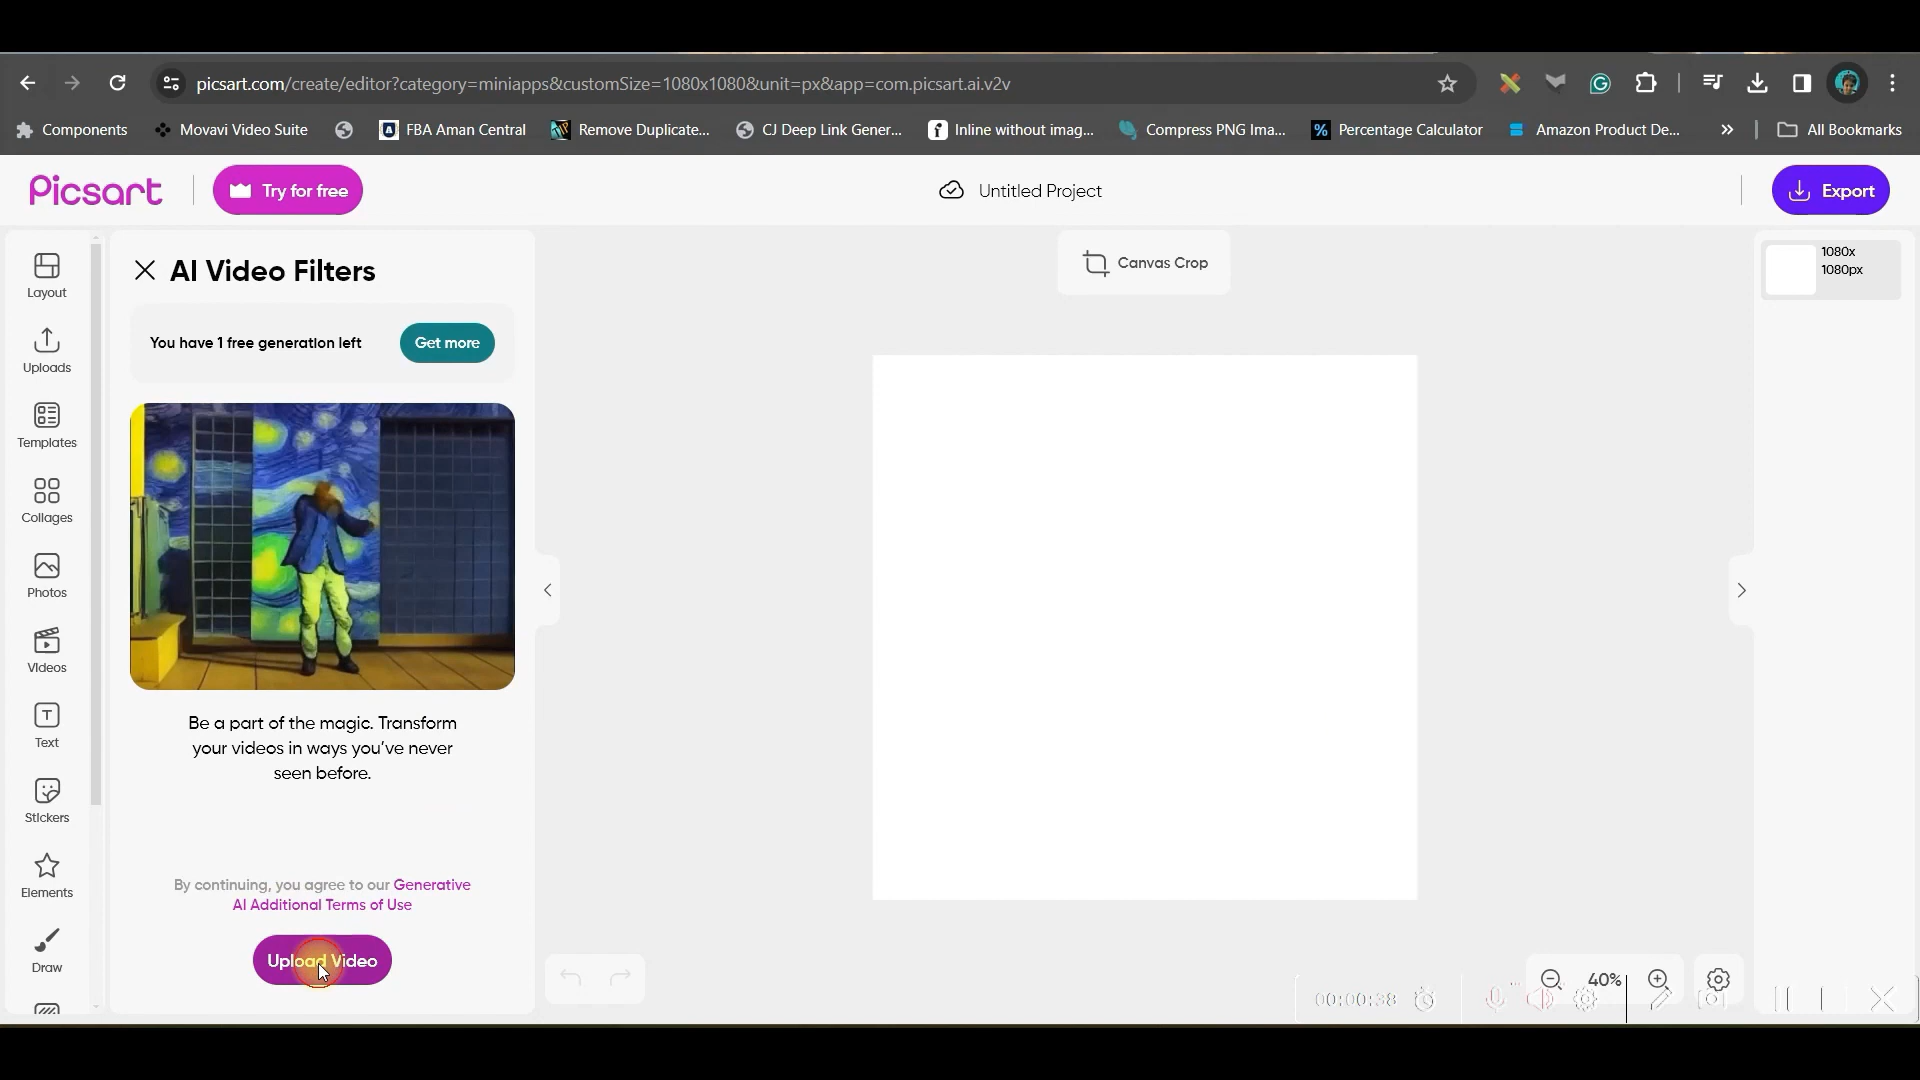 picsart.com/create/editor?category=miniapps&customSize=1080x1080&unit=px&app=com.picsart.ai.v2v
Components
Movavi Video Suite
FBA Aman Central
Remove Duplicate...
CJ Deep Link Gener...
Inline without imag...
Compress PNG Ima...
Percentage Calculator
Amazon Product De...
All Bookmarks
Picsart
Try for free
Untitled Project
Export
Layout
Uploads
Templates
Collages
Photos
Videos
Text
Stickers
Elements
Draw
AI Video Filters
You have 1 free generation left
Get more
Be a part of the magic. Transform
your videos in ways you've never
seen before.
By continuing, you agree to our Generative
AI Additional Terms of Use
Upload Video
Canvas Crop
1080x
1080px
40%
00:00:38